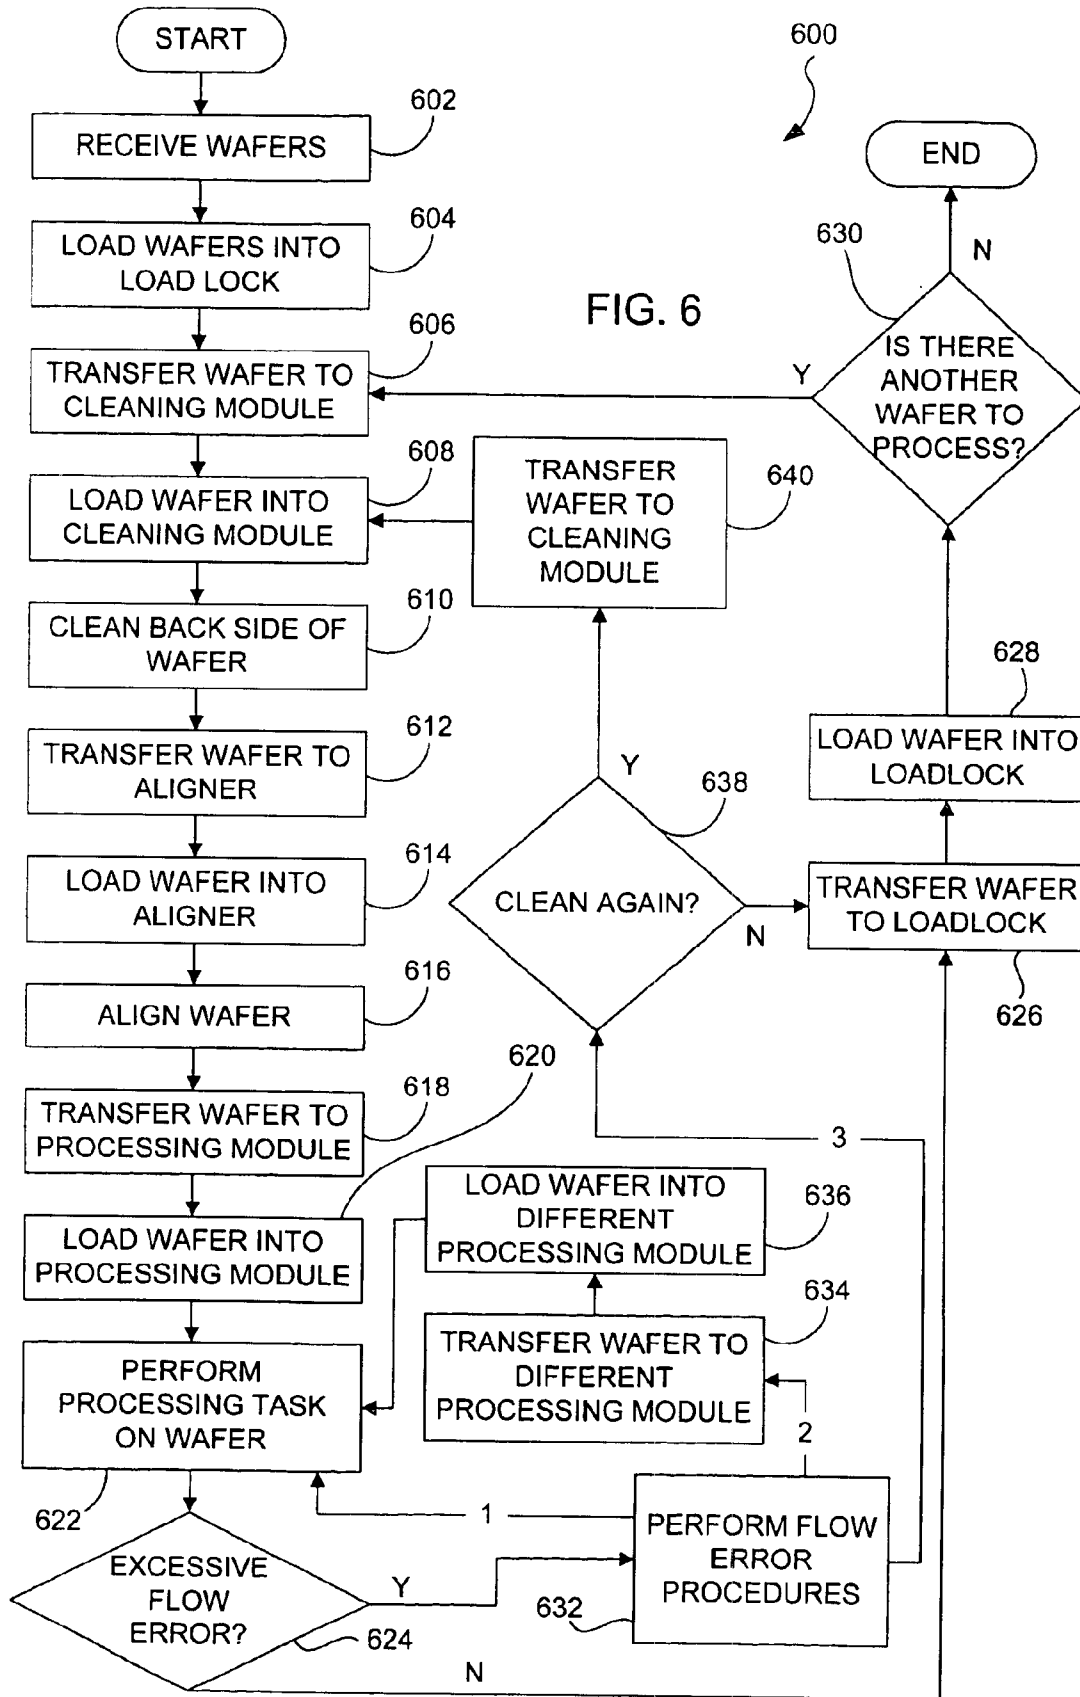 START
600
602
RECEIVE WAFERS
END
604
LOAD WAFERS INTO
LOAD LOCK
630
N
FIG. 6
606
TRANSFER WAFER TO
CLEANING MODULE
Y
IS THERE
ANOTHER
WAFER TO
PROCESS?
608
LOAD WAFER INTO
CLEANING MODULE
TRANSFER
WAFER TO
CLEANING
MODULE
640
610
CLEAN BACK SIDE OF
WAFER
628
612
TRANSFER WAFER TO
ALIGNER
LOAD WAFER INTO
LOADLOCK
Y
638
614
LOAD WAFER INTO
ALIGNER
CLEAN AGAIN?
N
TRANSFER WAFER
TO LOADLOCK
626
616
ALIGN WAFER
620
618
TRANSFER WAFER TO
PROCESSING MODULE
3
LOAD WAFER INTO
DIFFERENT
PROCESSING MODULE
636
LOAD WAFER INTO
PROCESSING MODULE
634
TRANSFER WAFER TO
DIFFERENT
PROCESSING MODULE
PERFORM
PROCESSING TASK
ON WAFER
2
622
1
PERFORM FLOW
ERROR
PROCEDURES
632
EXCESSIVE
FLOW
ERROR?
Y
624
N